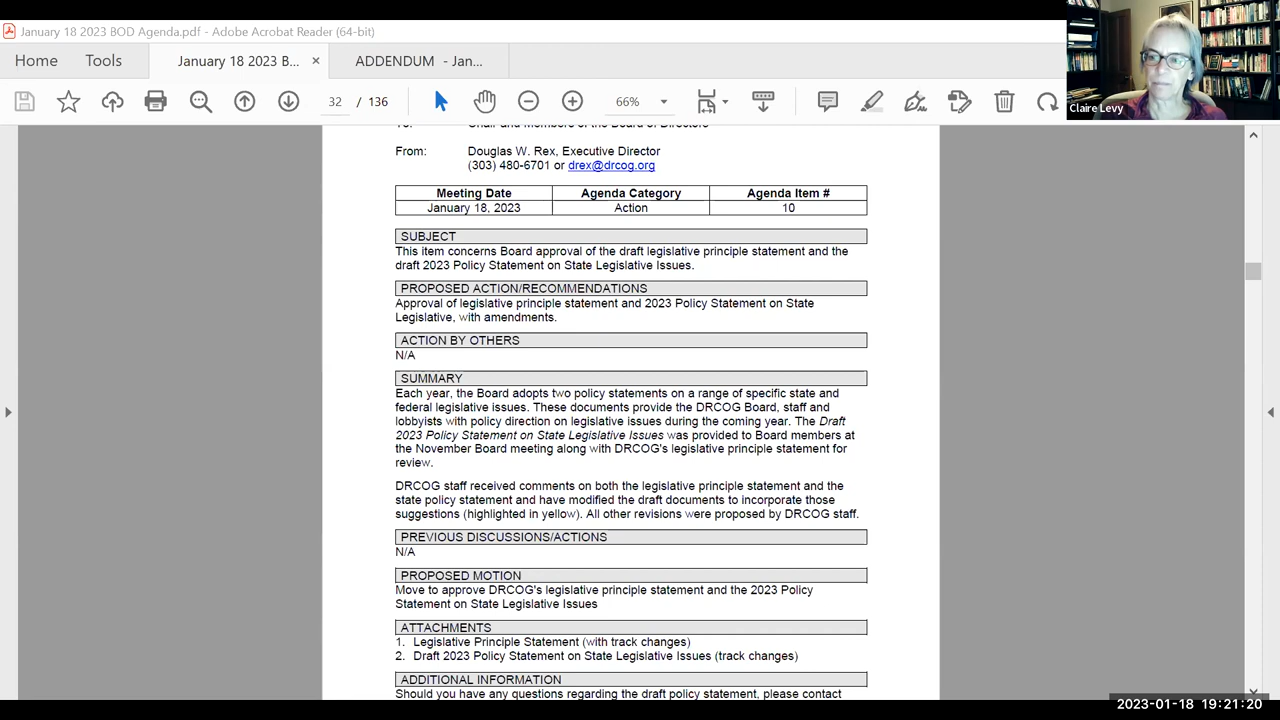 January 18 2023 BOD Agenda.pdf - Adobe Acrobat Reader (64-bit)
Home Tools January 18 2023 B... × ADDENDUM - Jan...
32 / 136 66%
Claire Levy
To: Chair and Members of the Board of Directors
From: Douglas W. Rex, Executive Director
(303) 480-6701 or drex@drcog.org
Meeting Date Agenda Category Agenda Item #
January 18, 2023 Action 10
SUBJECT
This item concerns Board approval of the draft legislative principle statement and the
draft 2023 Policy Statement on State Legislative Issues.
PROPOSED ACTION/RECOMMENDATIONS
Approval of legislative principle statement and 2023 Policy Statement on State
Legislative, with amendments.
ACTION BY OTHERS
N/A
SUMMARY
Each year, the Board adopts two policy statements on a range of specific state and
federal legislative issues. These documents provide the DRCOG Board, staff and
lobbyists with policy direction on legislative issues during the coming year. The Draft
2023 Policy Statement on State Legislative Issues was provided to Board members at
the November Board meeting along with DRCOG's legislative principle statement for
review.
DRCOG staff received comments on both the legislative principle statement and the
state policy statement and have modified the draft documents to incorporate those
suggestions (highlighted in yellow). All other revisions were proposed by DRCOG staff.
PREVIOUS DISCUSSIONS/ACTIONS
N/A
PROPOSED MOTION
Move to approve DRCOG's legislative principle statement and the 2023 Policy
Statement on State Legislative Issues
ATTACHMENTS
1. Legislative Principle Statement (with track changes)
2. Draft 2023 Policy Statement on State Legislative Issues (track changes)
ADDITIONAL INFORMATION
Should you have any questions regarding the draft policy statement, please contact
2023-01-18 19:21:20